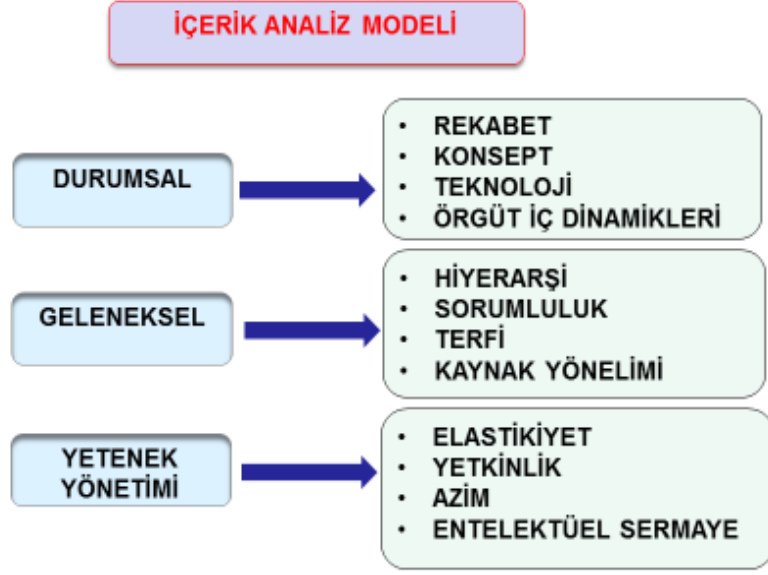 İÇERİK ANALİZ MODELİ
DURUMSAL
• REKABET
• KONSEPT
• TEKNOLOJİ
• ÖRGÜT İÇ DİNAMİKLERİ
GELENEKSEL
• HİYERARŞİ
• SORUMLULUK
• TERFİ
• KAYNAK YÖNELİMİ
YETENEK
YÖNETİMİ
• ELASTİKİYET
• YETKİNLİK
• AZİM
• ENTELEKTÜEL SERMAYE